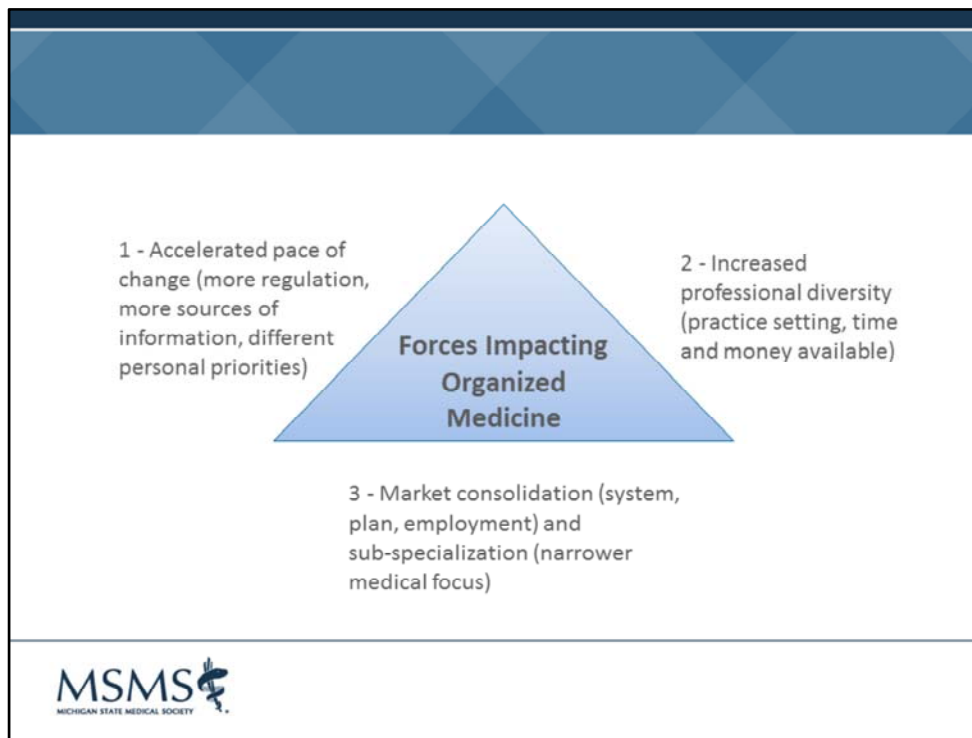 1 - Accelerated pace of
change (more regulation,
more sources of
information, different
personal priorities)
2 - Increased
professional diversity
(practice setting, time
and money available)
Forces Impacting
Organized
Medicine
3 - Market consolidation (system,
plan, employment) and
sub-specialization (narrower
medical focus)
MSMS
MICHIGAN STATE MEDICAL SOCIETY